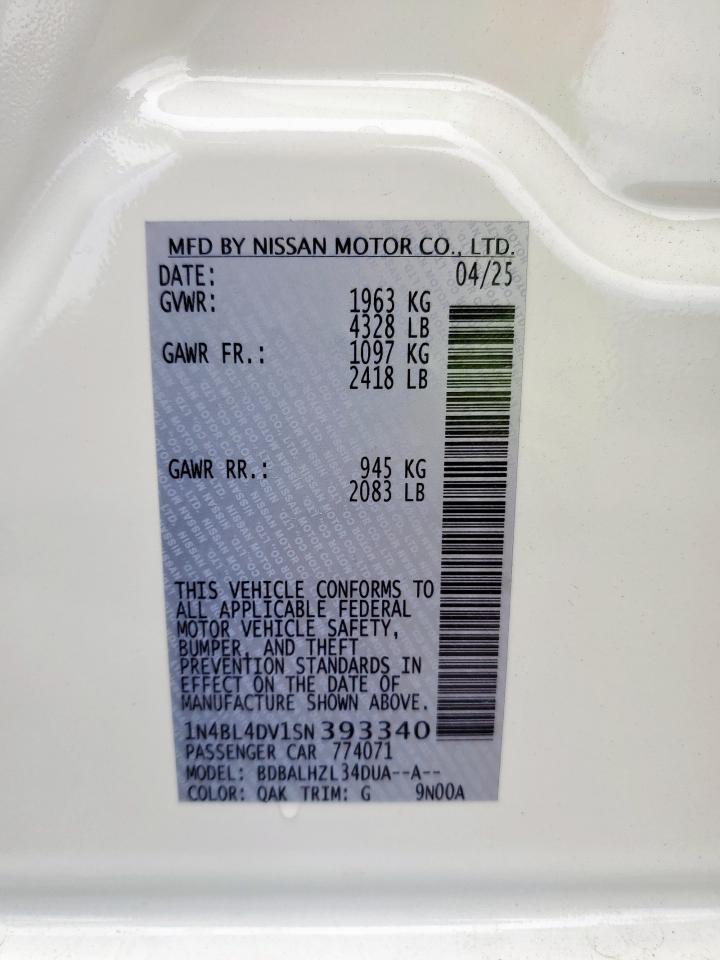 MFD BY NISSAN MOTOR CO., LTD.
DATE: 04/25
GVWR: 1963 KG
4328 LB
GAWR FR.: 1097 KG
2418 LB
GAWR RR.: 945 KG
2083 LB
THIS VEHICLE CONFORMS TO
ALL APPLICABLE FEDERAL
MOTOR VEHICLE SAFETY,
BUMPER, AND THEFT
PREVENTION STANDARDS IN
EFFECT ON THE DATE OF
MANUFACTURE SHOWN ABOVE.
1N4BL4DV1SN393340
PASSENGER CAR 774071
MODEL: BDBALHZL34DUA--A--
COLOR: QAK TRIM: G 9N00A